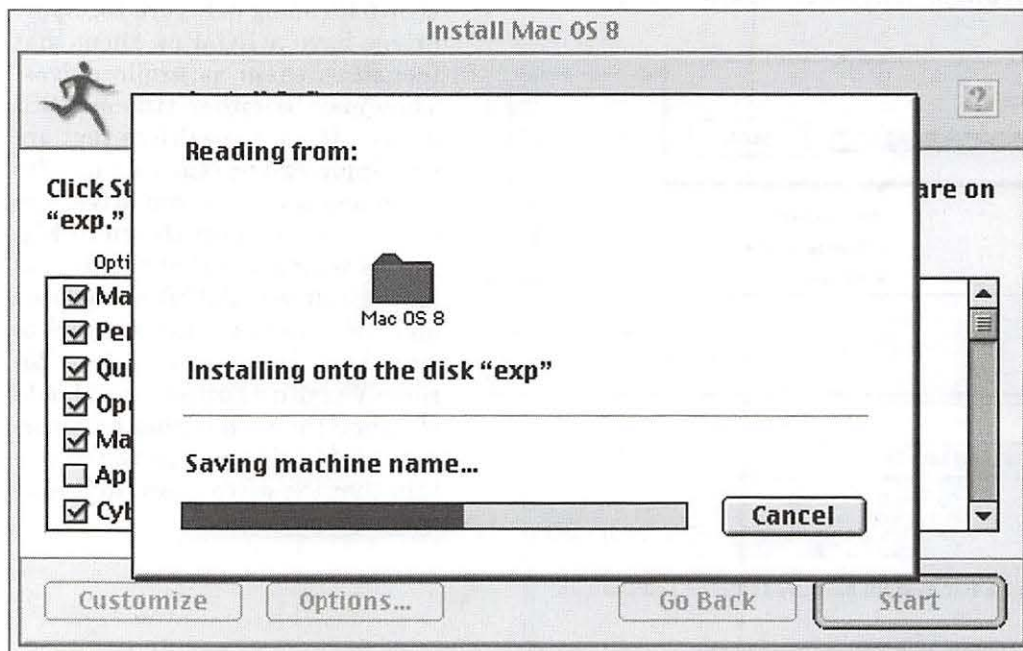 Install Mac OS 8
?
Reading from:
Click St
are on
“exp.”
Opti
Mac OS 8
Ma
Per
Qui
Installing onto the disk “exp”
Ope
Ma
Saving machine name...
App
Cyb
Cancel
Customize
Options...
Go Back
Start